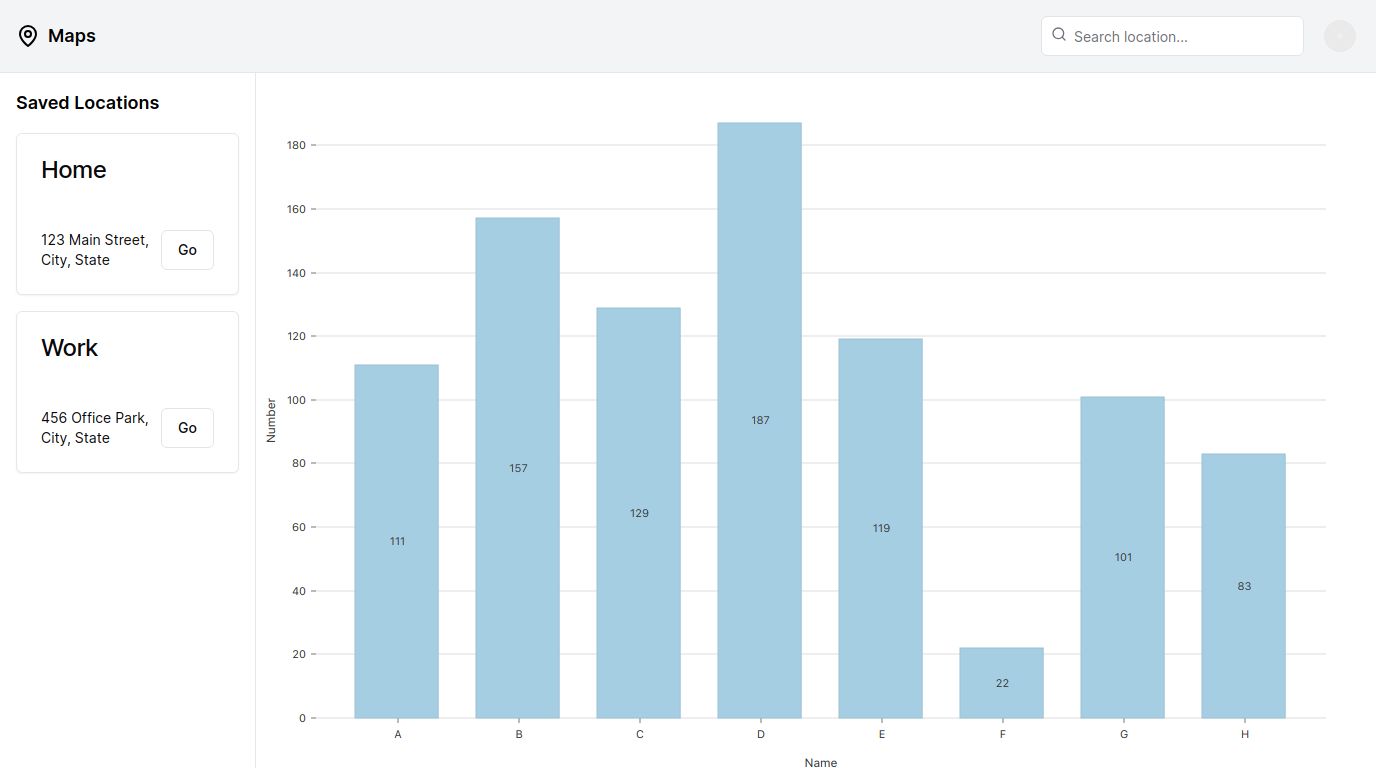 Maps
Search location...
Saved Locations
Home
123 Main Street,
City, State
Go
Work
456 Office Park,
City, State
Go
Number
180
160
140
120
100
80
60
40
20
0
111
157
129
187
119
22
101
83
A B C D E F G H
Name